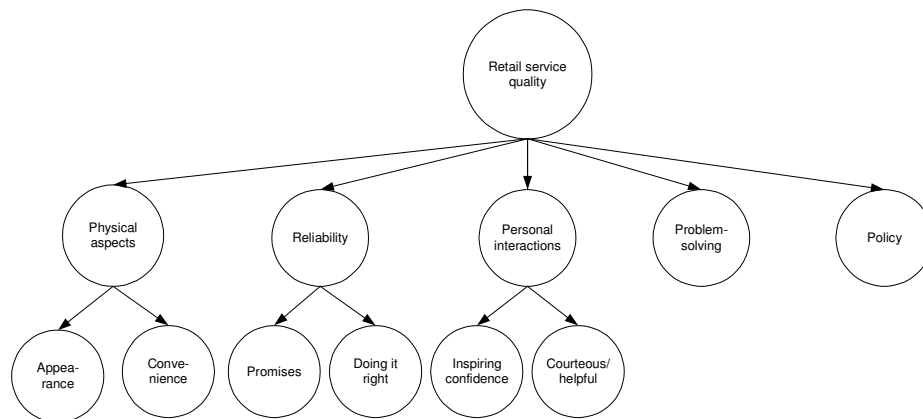 Retail service
quality
Physical
aspects
Reliability
Personal
interactions
Problem-
solving
Policy
Appea-
rance
Conve-
nience
Promises
Doing it
right
Inspiring
confidence
Courteous/
helpful